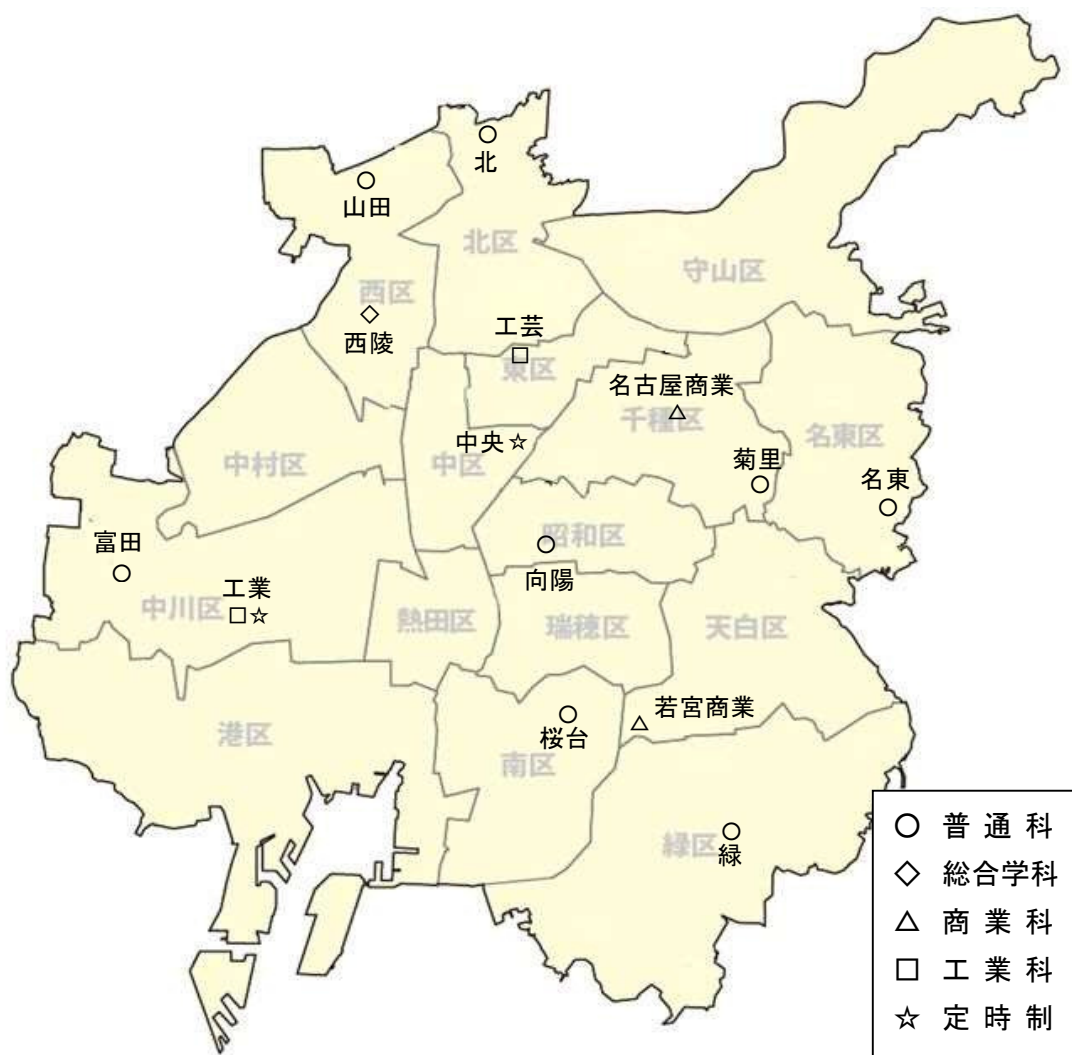 北
山田
北区
守山区
西区
西陵
工芸
東区
名古屋商業
千種区
名東区
中央
中区
中村区
菊里
名東
富田
昭和区
向陽
工業
中川区
熱田区
瑞穂区
天白区
若宮商業
桜台
港区
南区
緑区
緑
○ 普通科
◇ 総合学科
△ 商業科
□ 工業科
☆ 定時制